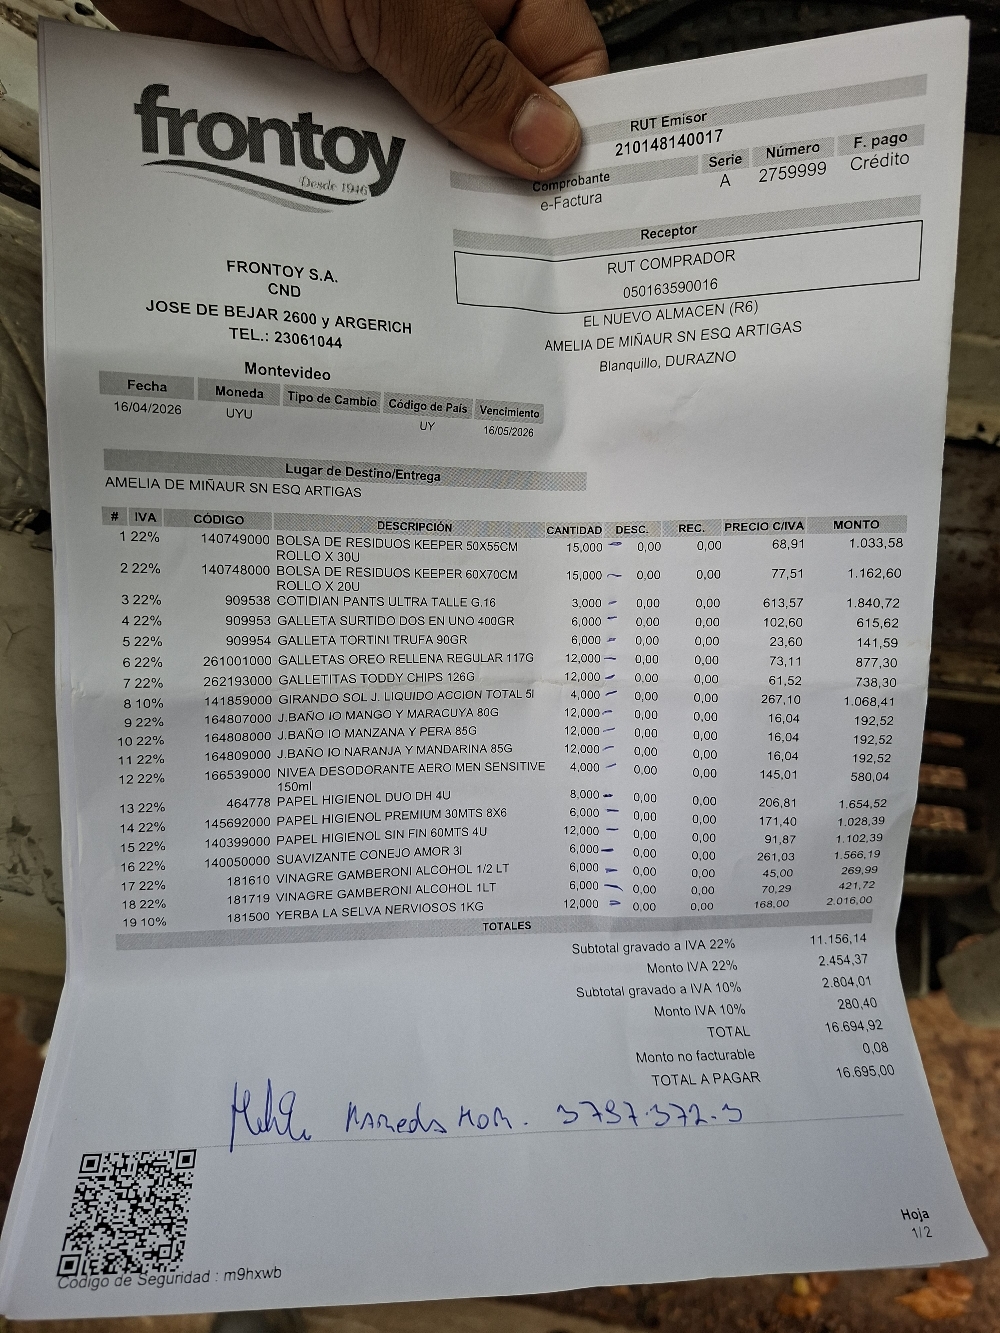 frontoy
Desde 1946
RUT Emisor
210148140017
Comprobante Serie Número F. pago
e-Factura A 2759999 Crédito
Receptor
RUT COMPRADOR
050163590016
EL NUEVO ALMACEN (R6)
AMELIA DE MIÑAUR SN ESQ ARTIGAS
Blanquillo, DURAZNO
FRONTOY S.A.
CND
JOSE DE BEJAR 2600 y ARGERICH
TEL.: 23061044
Montevideo
Fecha Moneda Tipo de Cambio Código de País Vencimiento
16/04/2026 UYU UY 16/05/2026
Lugar de Destino/Entrega
AMELIA DE MIÑAUR SN ESQ ARTIGAS
# IVA CÓDIGO DESCRIPCIÓN CANTIDAD DESC. REC. PRECIO C/IVA MONTO
1 22% 140749000 BOLSA DE RESIDUOS KEEPER 50X55CM 15,000 0,00 0,00 68,91 1.033,58
ROLLO X 30U
2 22% 140748000 BOLSA DE RESIDUOS KEEPER 60X70CM 15,000 0,00 0,00 77,51 1.162,60
ROLLO X 20U
3 22% 909538 COTIDIAN PANTS ULTRA TALLE G.16 3,000 0,00 0,00 613,57 1.840,72
4 22% 909953 GALLETA SURTIDO DOS EN UNO 400GR 6,000 0,00 0,00 102,60 615,62
5 22% 909954 GALLETA TORTINI TRUFA 90GR 6,000 0,00 0,00 23,60 141,59
6 22% 261001000 GALLETAS OREO RELLENA REGULAR 117G 12,000 0,00 0,00 73,11 877,30
7 22% 262193000 GALLETITAS TODDY CHIPS 126G 12,000 0,00 0,00 61,52 738,30
8 10% 141859000 GIRANDO SOL J. LIQUIDO ACCION TOTAL 5l 4,000 0,00 0,00 267,10 1.068,41
9 22% 164807000 J.BAÑO IO MANGO Y MARACUYA 80G 12,000 0,00 0,00 16,04 192,52
10 22% 164808000 J.BAÑO IO MANZANA Y PERA 85G 12,000 0,00 0,00 16,04 192,52
11 22% 164809000 J.BAÑO IO NARANJA Y MANDARINA 85G 12,000 0,00 0,00 16,04 192,52
12 22% 166539000 NIVEA DESODORANTE AERO MEN SENSITIVE 4,000 0,00 0,00 145,01 580,04
150ml
13 22% 464778 PAPEL HIGIENOL DUO DH 4U 8,000 0,00 0,00 206,81 1.654,52
14 22% 145692000 PAPEL HIGIENOL PREMIUM 30MTS 8X6 6,000 0,00 0,00 171,40 1.028,39
15 22% 140399000 PAPEL HIGIENOL SIN FIN 60MTS 4U 12,000 0,00 0,00 91,87 1.102,39
16 22% 140050000 SUAVIZANTE CONEJO AMOR 3l 6,000 0,00 0,00 261,03 1.566,19
17 22% 181610 VINAGRE GAMBERONI ALCOHOL 1/2 LT 6,000 0,00 0,00 45,00 269,99
18 22% 181719 VINAGRE GAMBERONI ALCOHOL 1LT 6,000 0,00 0,00 70,29 421,72
19 10% 181500 YERBA LA SELVA NERVIOSOS 1KG 12,000 0,00 0,00 168,00 2.016,00
TOTALES
Subtotal gravado a IVA 22% 11.156,14
Monto IVA 22% 2.454,37
Subtotal gravado a IVA 10% 2.804,01
Monto IVA 10% 280,40
TOTAL 16.694,92
Monto no facturable 0,08
TOTAL A PAGAR 16.695,00
3797.372-3
Hoja
1/2
Código de Seguridad : m9hxwb